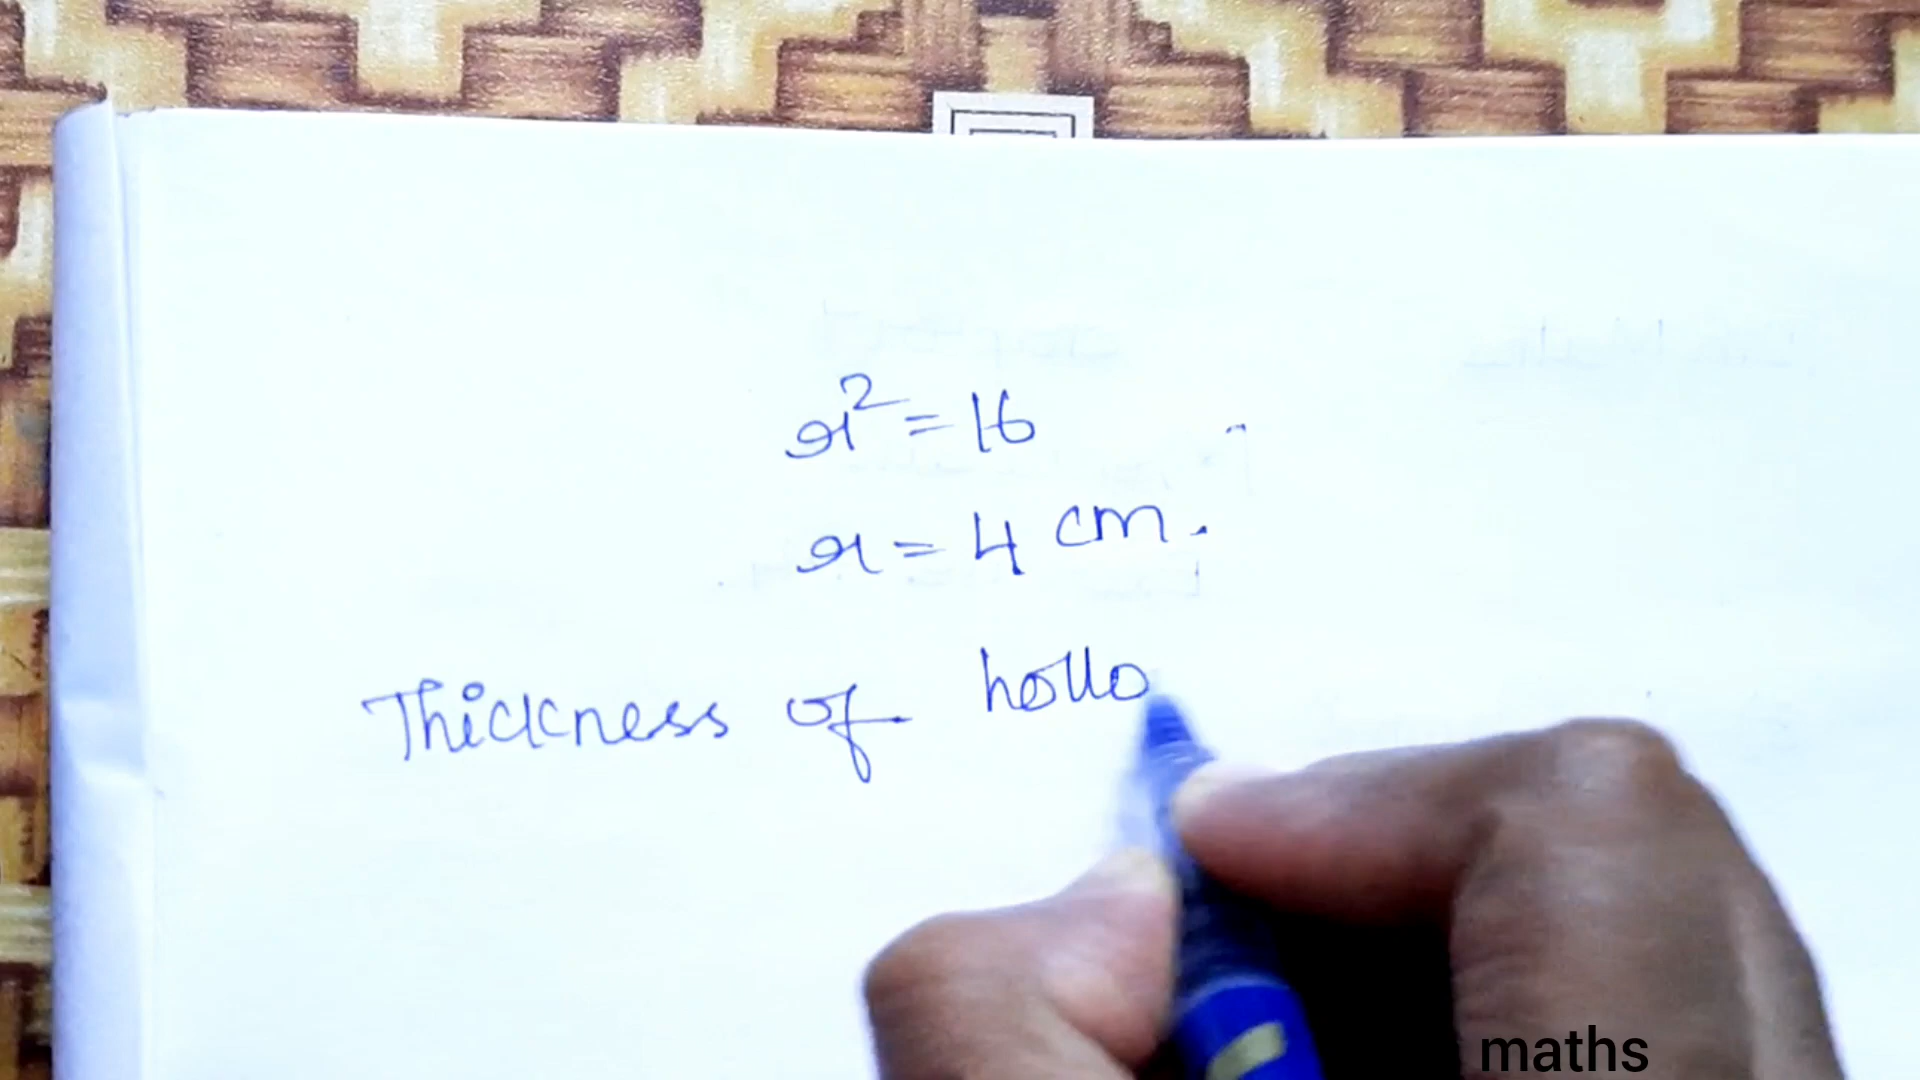 r² = 16
r = 4 cm.
Thickness of hollo
maths